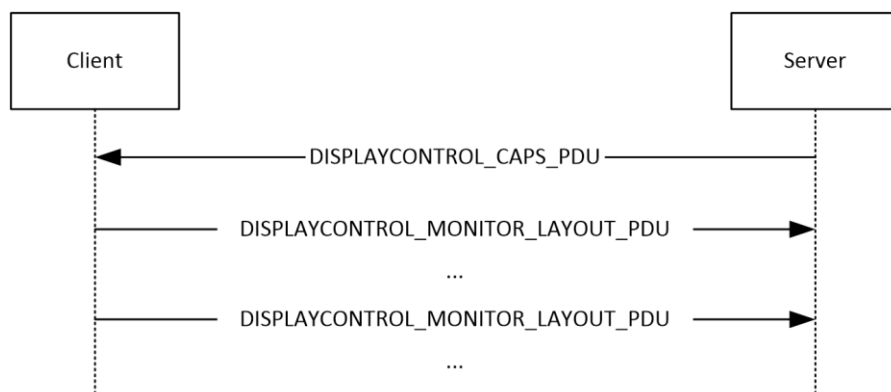 Client
Server
DISPLAYCONTROL_CAPS_PDU
DISPLAYCONTROL_MONITOR_LAYOUT_PDU
...
DISPLAYCONTROL_MONITOR_LAYOUT_PDU
...